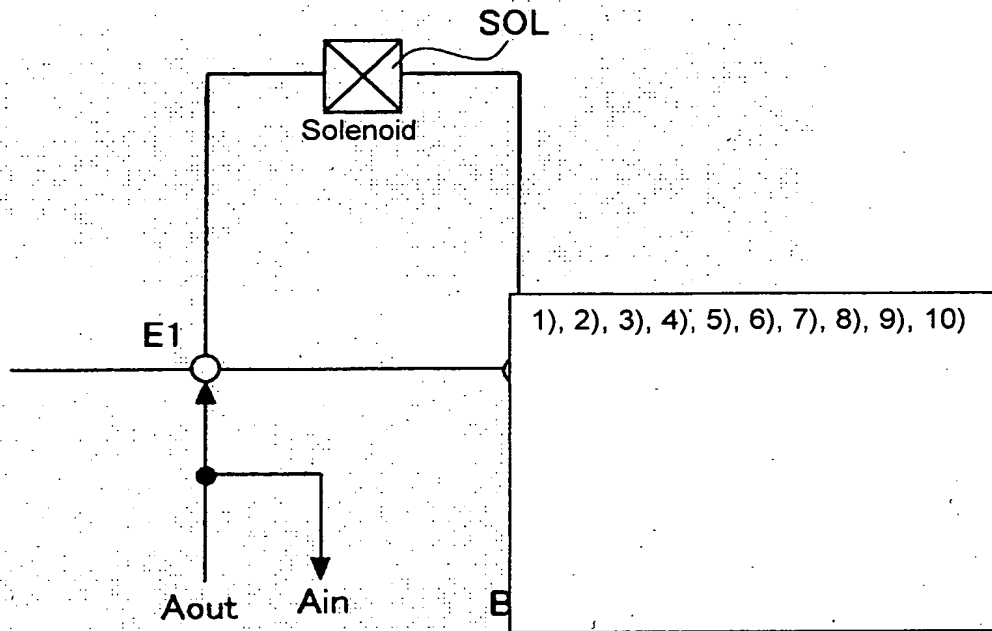 SOL
Solenoid
E1
1), 2), 3), 4), 5), 6), 7), 8), 9), 10)
Aout
Ain